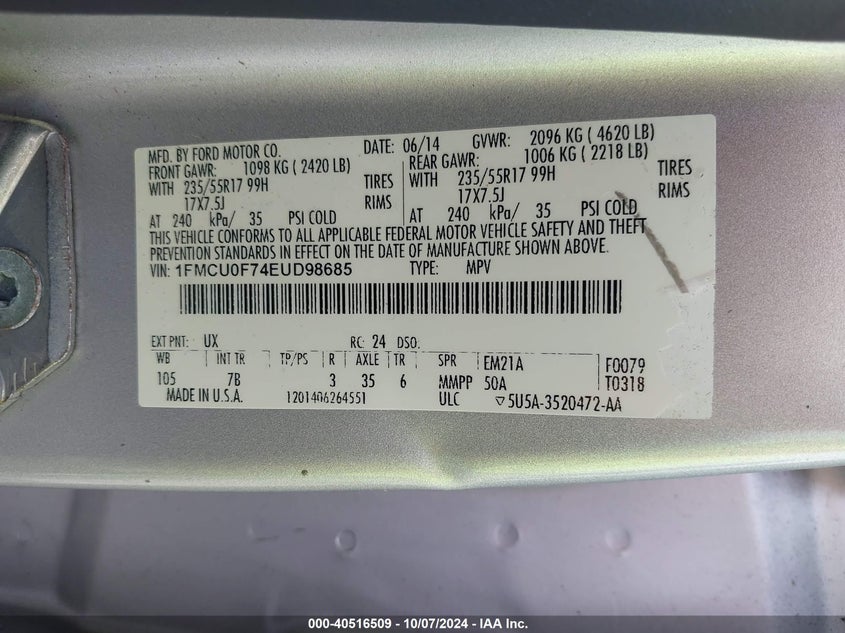 MFD. BY FORD MOTOR CO.
DATE: 06/14 GVWR: 2096 KG ( 4620 LB)
FRONT GAWR: 1098 KG ( 2420 LB) REAR GAWR: 1006 KG ( 2218 LB)
WITH 235/55R17 99H TIRES WITH 235/55R17 99H TIRES
17X7.5J RIMS 17X7.5J RIMS
AT 240 kPa/ 35 PSI COLD AT 240 kPa/ 35 PSI COLD
THIS VEHICLE CONFORMS TO ALL APPLICABLE FEDERAL MOTOR VEHICLE SAFETY AND THEFT
PREVENTION STANDARDS IN EFFECT ON THE DATE OF MANUFACTURE SHOWN ABOVE.
VIN: 1FMCU0F74EUD98685 TYPE: MPV
EXT PNT: UX RC: 24 DSO:
WB INT TR TP/PS R AXLE TR SPR EM21A F0079
105 7B 3 35 6 MMPP 50A T0318
MADE IN U.S.A. 1201406264551 ULC ▽5U5A-3520472-AA
000-40516509 - 10/07/2024 - IAA Inc.